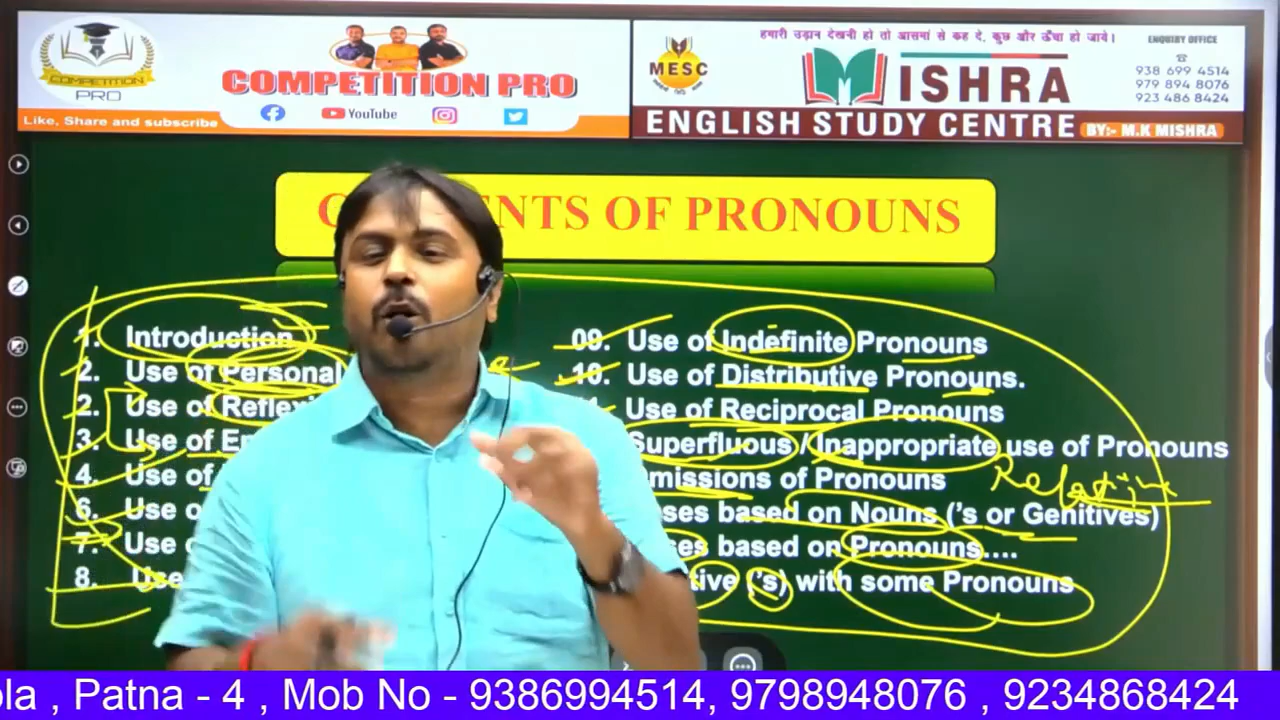 COMPETITION
PRO
Like, Share and subscribe
COMPETITION PRO
YouTube
MESC
हमारी उड़ान देखनी हो तो आसमां से कह दे, कुछ और ऊँचा हो जाये।
MISHRA
ENGLISH STUDY CENTRE
BY:- M.K MISHRA
ENQUIRY OFFICE
938 699 4514
979 894 8076
923 486 8424
ENTS OF PRONOUNS
1. Introduction
2. Use of Personal
2. Use of Reflexi
3. Use of
4. Use of
6. Use
7. Use
8. Use
09. Use of Indefinite Pronouns
10. Use of Distributive Pronouns.
Use of Reciprocal Pronouns
Superfluous / Inappropriate use of Pronouns
missions of Pronouns
Relative
based on Nouns ('s or Genitives)
based on Pronouns....
tive ('s) with some Pronouns
la , Patna - 4 , Mob No - 9386994514, 9798948076 , 9234868424